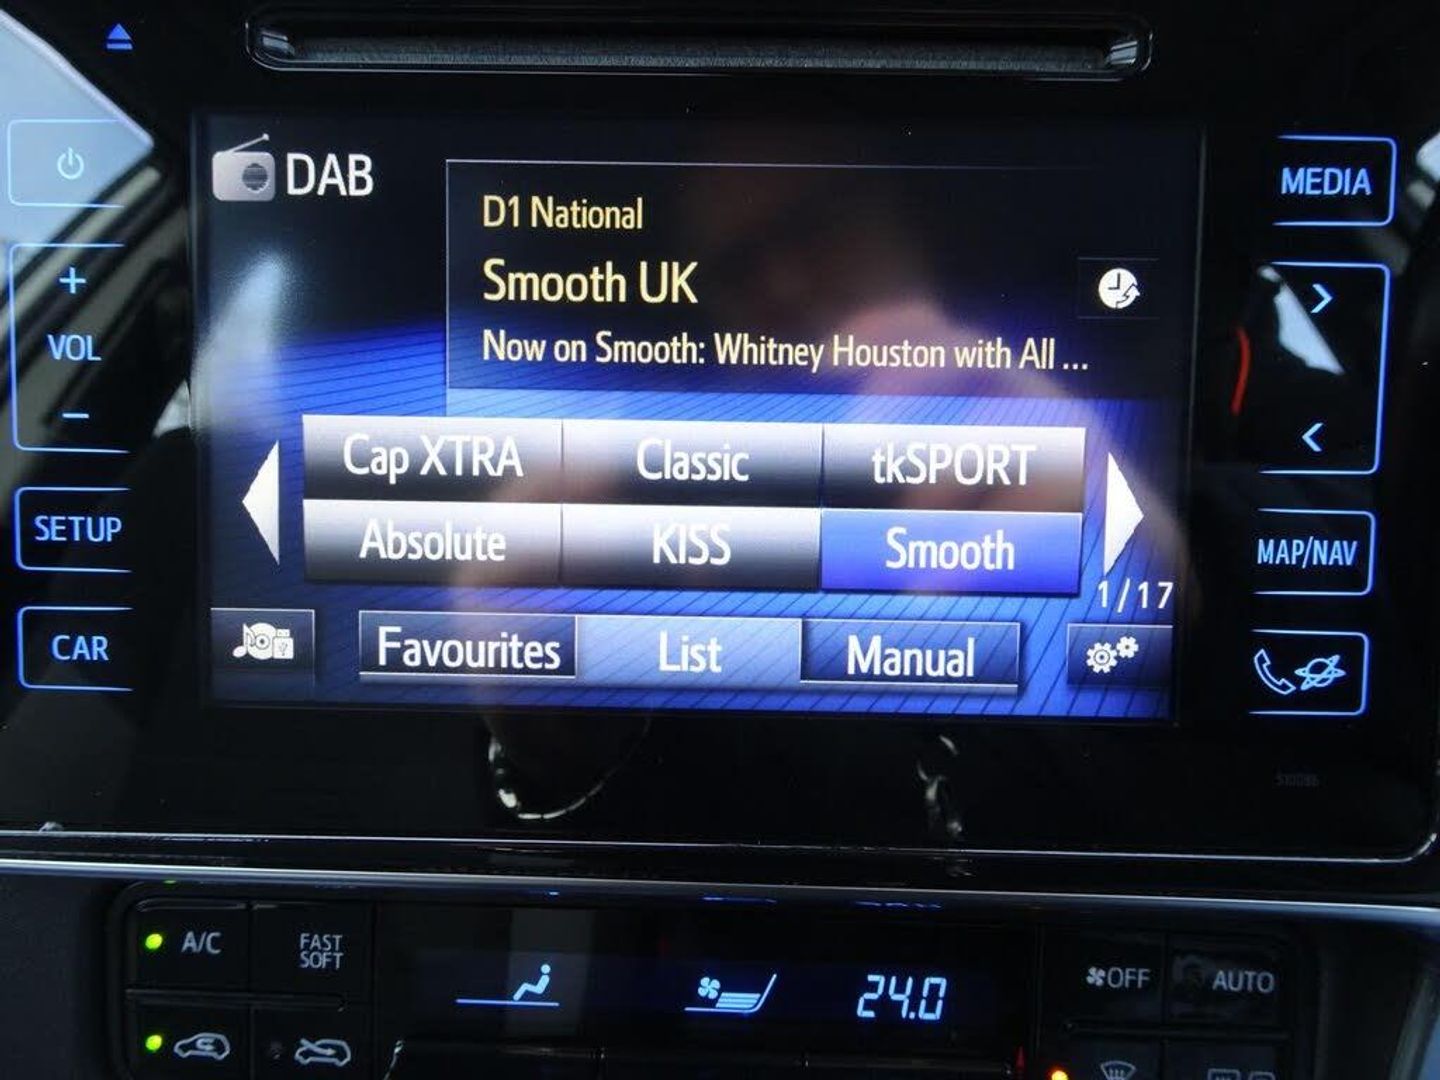 DAB
D1 National
Smooth UK
Now on Smooth: Whitney Houston with All ...
Cap XTRA Classic tkSPORT
Absolute KISS Smooth
1/17
Favourites List Manual
+
VOL
−
SETUP
CAR
MEDIA
>
<
MAP/NAV
510086
A/C
FAST
SOFT
24.0
OFF
AUTO